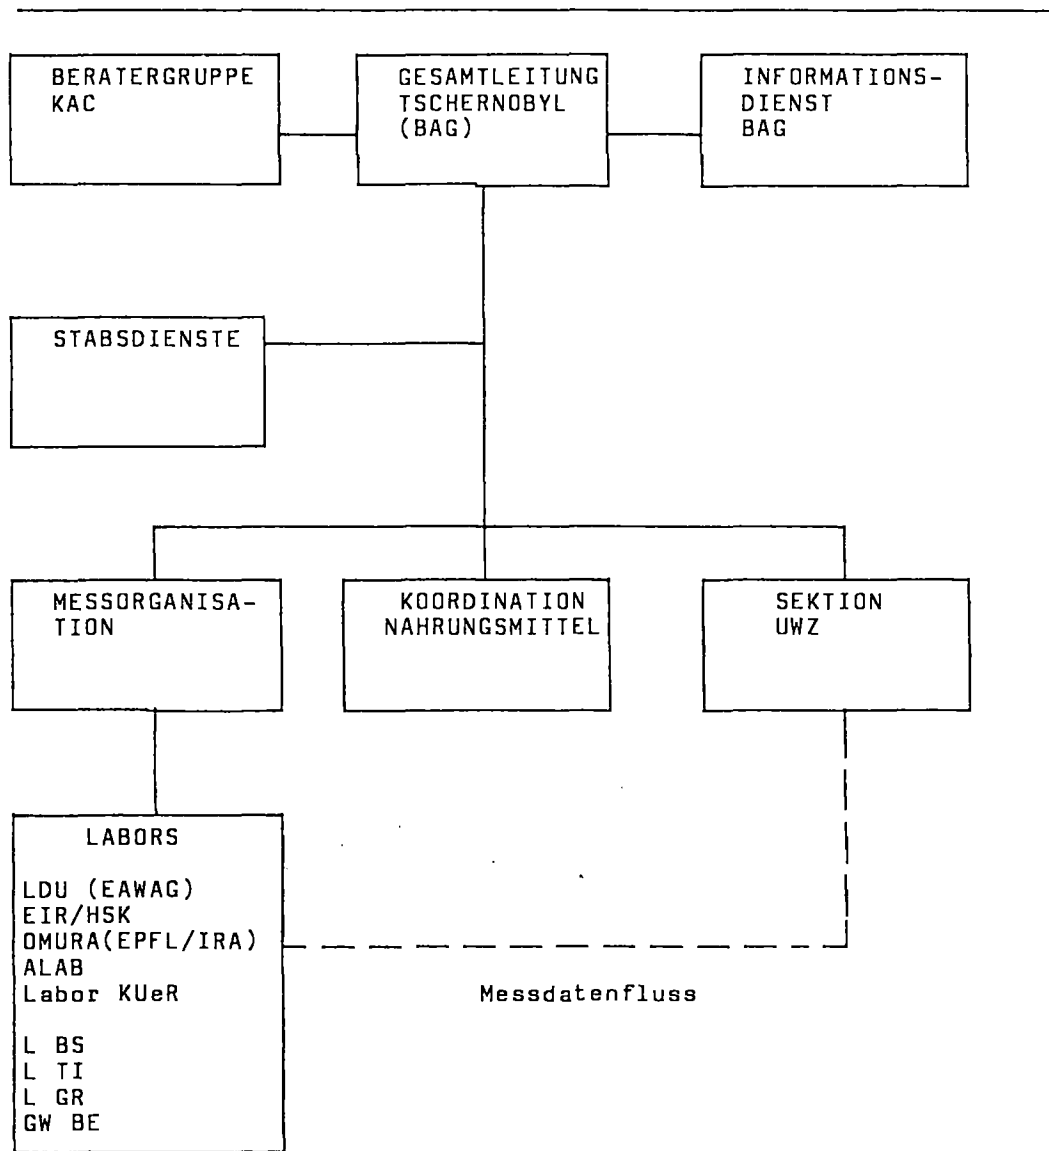 BERATERGRUPPE
KAC
GESAMTLEITUNG
TSCHERNOBYL
(BAG)
INFORMATIONS-
DIENST
BAG
STABSDIENSTE
MESSORGANISA-
TION
KOORDINATION
NAHRUNGSMITTEL
SEKTION
UWZ
LABORS
LDU (EAWAG)
EIR/HSK
OMURA(EPFL/IRA)
ALAB
Labor KUeR
L BS
L TI
L GR
GW BE
Messdatenfluss